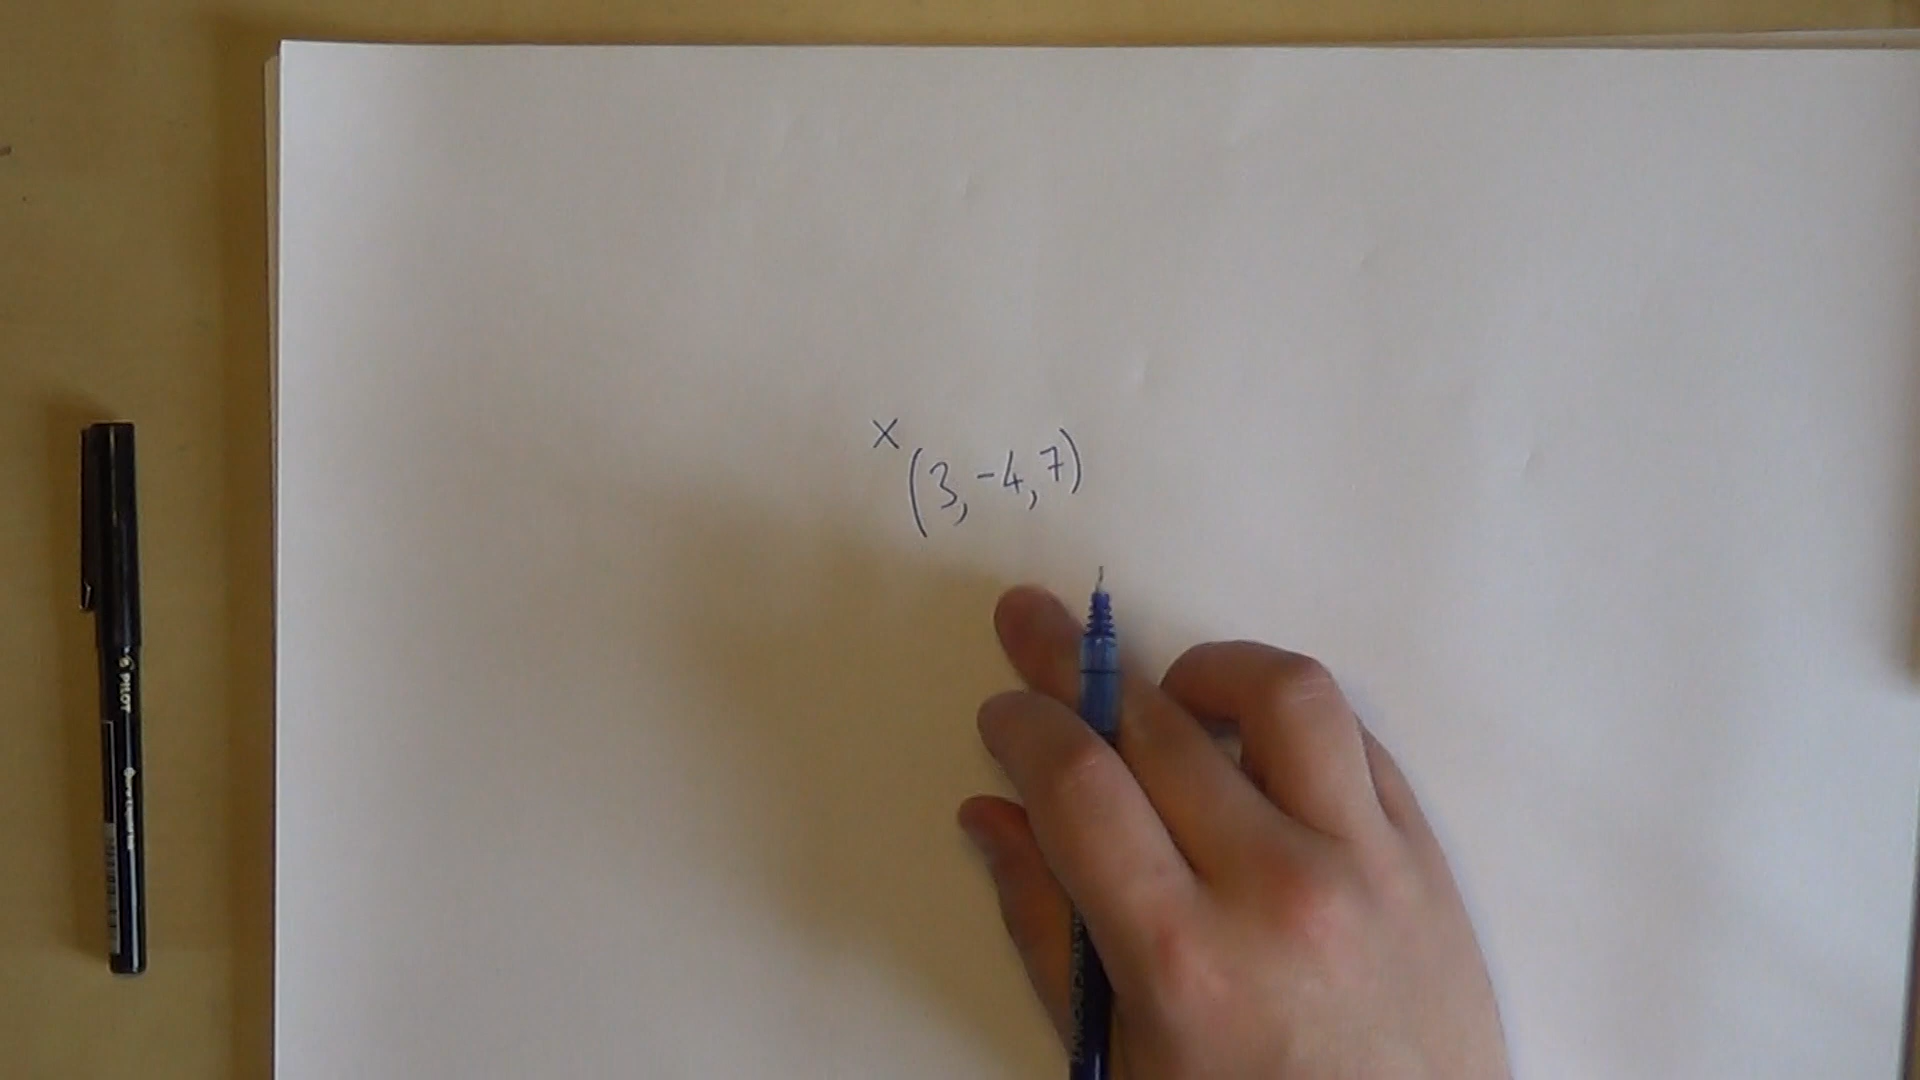 ×
(3, -4, 7)
PILOT